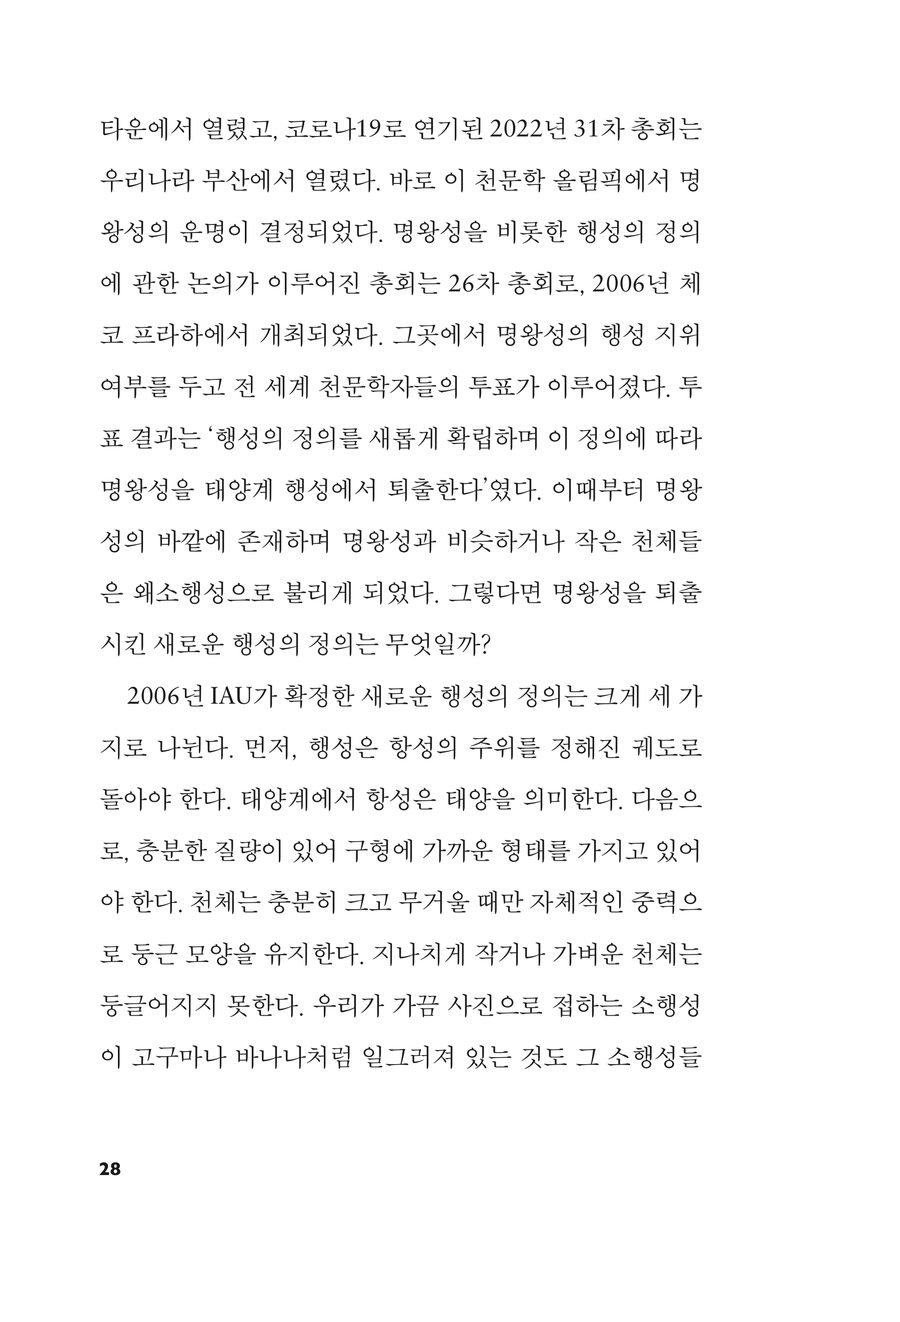 타운에서 열렸고, 코로나19로 연기된 2022년 31차 총회는
우리나라 부산에서 열렸다. 바로 이 천문학 올림픽에서 명
왕성의 운명이 결정되었다. 명왕성을 비롯한 행성의 정의
에 관한 논의가 이루어진 총회는 26차 총회로, 2006년 체
코 프라하에서 개최되었다. 그곳에서 명왕성의 행성 지위
여부를 두고 전 세계 천문학자들의 투표가 이루어졌다. 투
표 결과는 ‘행성의 정의를 새롭게 확립하며 이 정의에 따라
명왕성을 태양계 행성에서 퇴출한다’였다. 이때부터 명왕
성의 바깥에 존재하며 명왕성과 비슷하거나 작은 천체들
은 왜소행성으로 불리게 되었다. 그렇다면 명왕성을 퇴출
시킨 새로운 행성의 정의는 무엇일까?
2006년 IAU가 확정한 새로운 행성의 정의는 크게 세 가
지로 나뉜다. 먼저, 행성은 항성의 주위를 정해진 궤도로
돌아야 한다. 태양계에서 항성은 태양을 의미한다. 다음으
로, 충분한 질량이 있어 구형에 가까운 형태를 가지고 있어
야 한다. 천체는 충분히 크고 무거울 때만 자체적인 중력으
로 둥근 모양을 유지한다. 지나치게 작거나 가벼운 천체는
둥글어지지 못한다. 우리가 가끔 사진으로 접하는 소행성
이 고구마나 바나나처럼 일그러져 있는 것도 그 소행성들
28